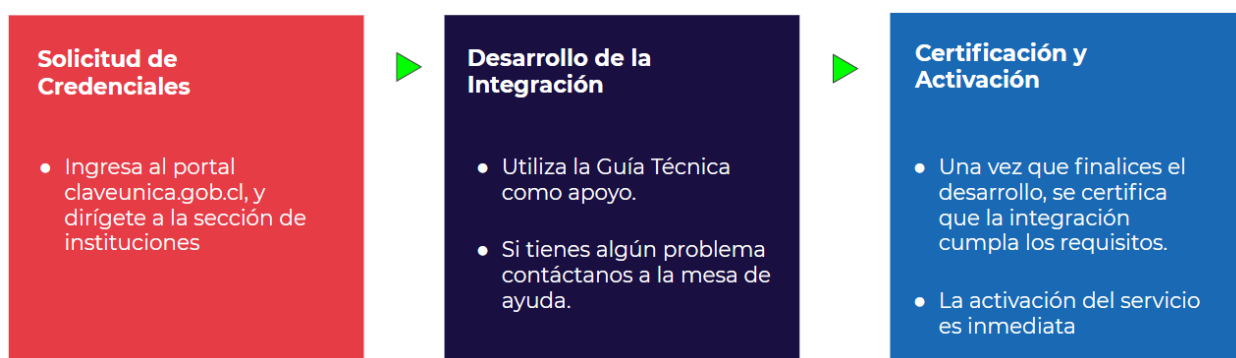 Solicitud de
Credenciales
● Ingresa al portal
claveunica.gob.cl, y
dirígete a la sección de
instituciones
Desarrollo de la
Integración
● Utiliza la Guía Técnica
como apoyo.
● Si tienes algún problema
contáctanos a la mesa de
ayuda.
Certificación y
Activación
● Una vez que finalices el
desarrollo, se certifica
que la integración
cumpla los requisitos.
● La activación del servicio
es inmediata